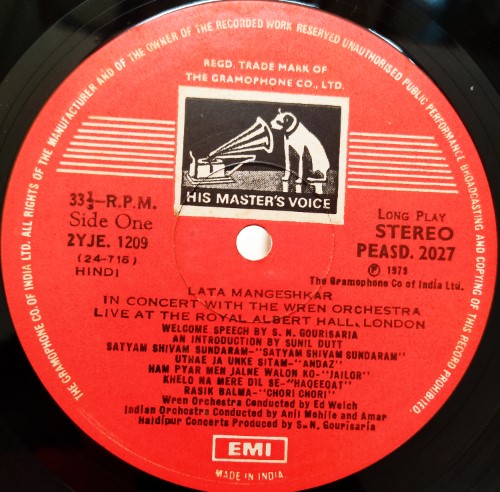 THE GRAMOPHONE CO OF INDIA LTD. ALL RIGHTS OF THE MANUFACTURER AND OF THE OWNER OF THE RECORDED WORK RESERVED UNAUTHORISED PUBLIC PERFORMANCE BROADCASTING AND COPYING OF THIS RECORD PROHIBITED.
REGD. TRADE MARK OF
THE GRAMOPHONE CO., LTD.
HIS MASTER'S VOICE
33⅓-R.P.M.
Side One
2YJE. 1209
(24-716)
HINDI
LONG PLAY
STEREO
PEASD. 2027
Ⓟ 1979
The Gramophone Co of India Ltd.
LATA MANGESHKAR
IN CONCERT WITH THE WREN ORCHESTRA
LIVE AT THE ROYAL ALBERT HALL, LONDON
WELCOME SPEECH BY S. N. GOURISARIA
AN INTRODUCTION BY SUNIL DUTT
SATYAM SHIVAM SUNDARAM-"SATYAM SHIVAM SUNDARAM"
UTHAE JA UNKE SITAM-"ANDAZ"
HAM PYAR MEN JALNE WALON KO-"JAILOR"
KHELO NA MERE DIL SE-"HAQEEQAT"
RASIK BALMA-"CHORI CHORI"
Wren Orchestra Conducted by Ed Welch
Indian Orchestra Conducted by Anil Mohile and Amar
Haldipur Concerts Produced by S.N. Gourisaria
EMI
MADE IN INDIA